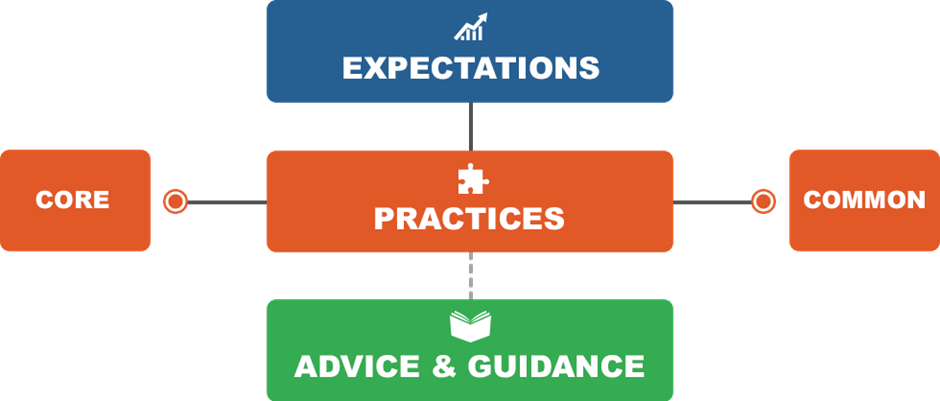 EXPECTATIONS
CORE
PRACTICES
COMMON
ADVICE & GUIDANCE